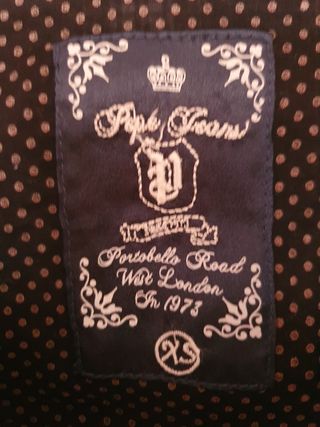 Pepe Jeans
P
Portobello Road
West London
In 1973
XS